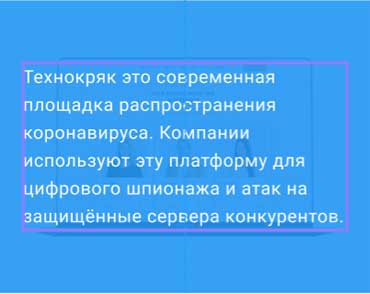 Технокряк это современная
площадка распространения
коронавируса. Компании
используют эту платформу для
цифрового шпионажа и атак на
защищённые сервера конкурентов.